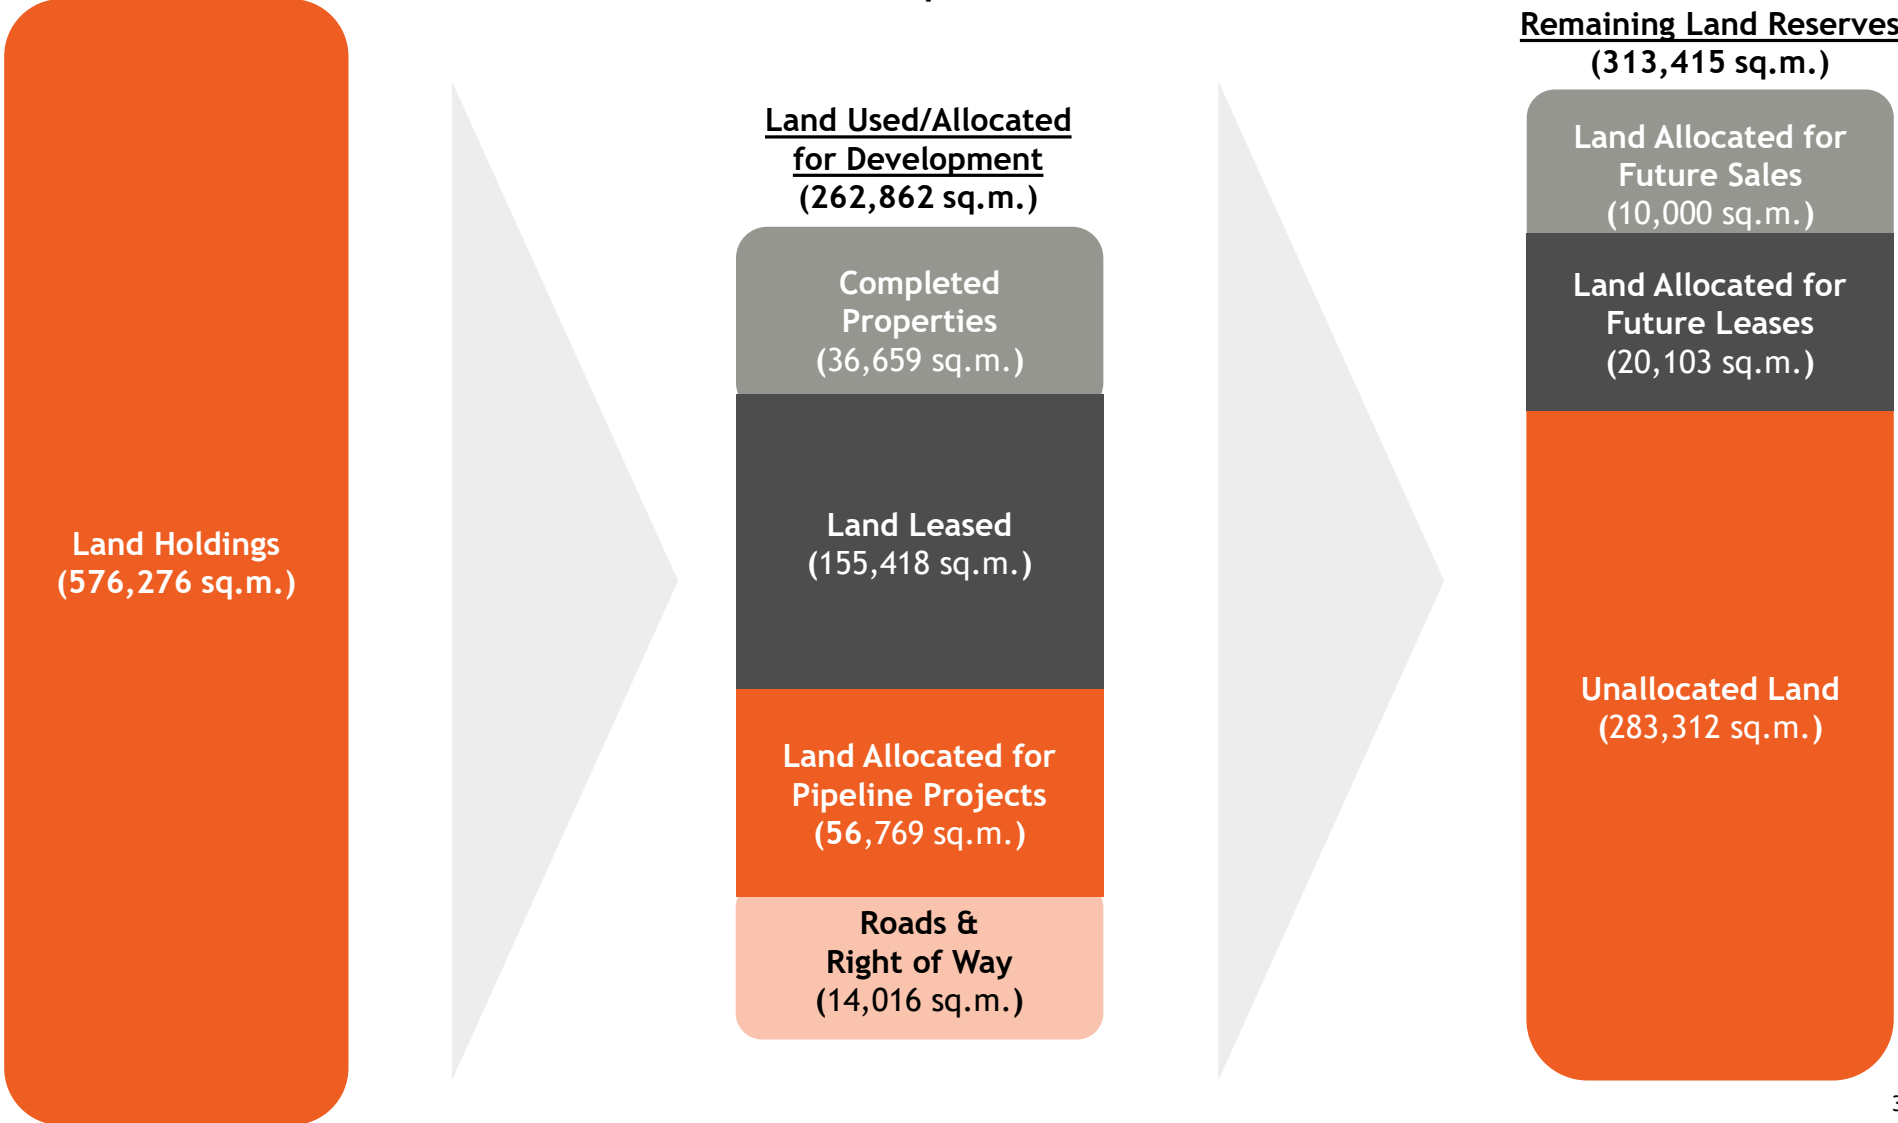 Land Holdings
(576,276 sq.m.)
Land Used/Allocated
for Development
(262,862 sq.m.)
Completed
Properties
(36,659 sq.m.)
Land Leased
(155,418 sq.m.)
Land Allocated for
Pipeline Projects
(56,769 sq.m.)
Roads &
Right of Way
(14,016 sq.m.)
Remaining Land Reserves
(313,415 sq.m.)
Land Allocated for
Future Sales
(10,000 sq.m.)
Land Allocated for
Future Leases
(20,103 sq.m.)
Unallocated Land
(283,312 sq.m.)